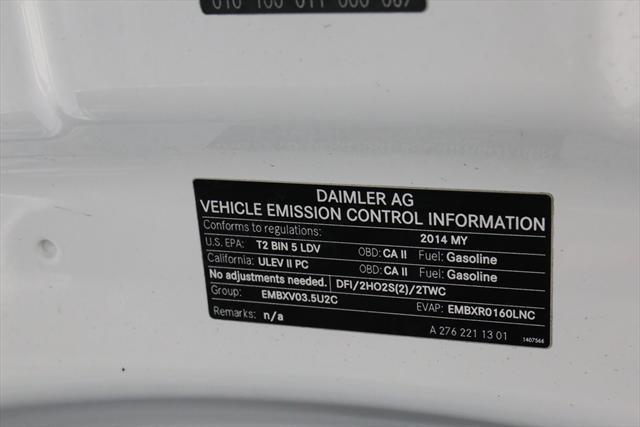 DAIMLER AG
VEHICLE EMISSION CONTROL INFORMATION
Conforms to regulations: 2014 MY
U.S. EPA: T2 BIN 5 LDV OBD: CA II Fuel: Gasoline
California: ULEV II PC OBD: CA II Fuel: Gasoline
No adjustments needed. DFI/2HO2S(2)/2TWC
Group: EMBXV03.5U2C EVAP: EMBXR0160LNC
Remarks: n/a
A 276 221 13 01 1407566